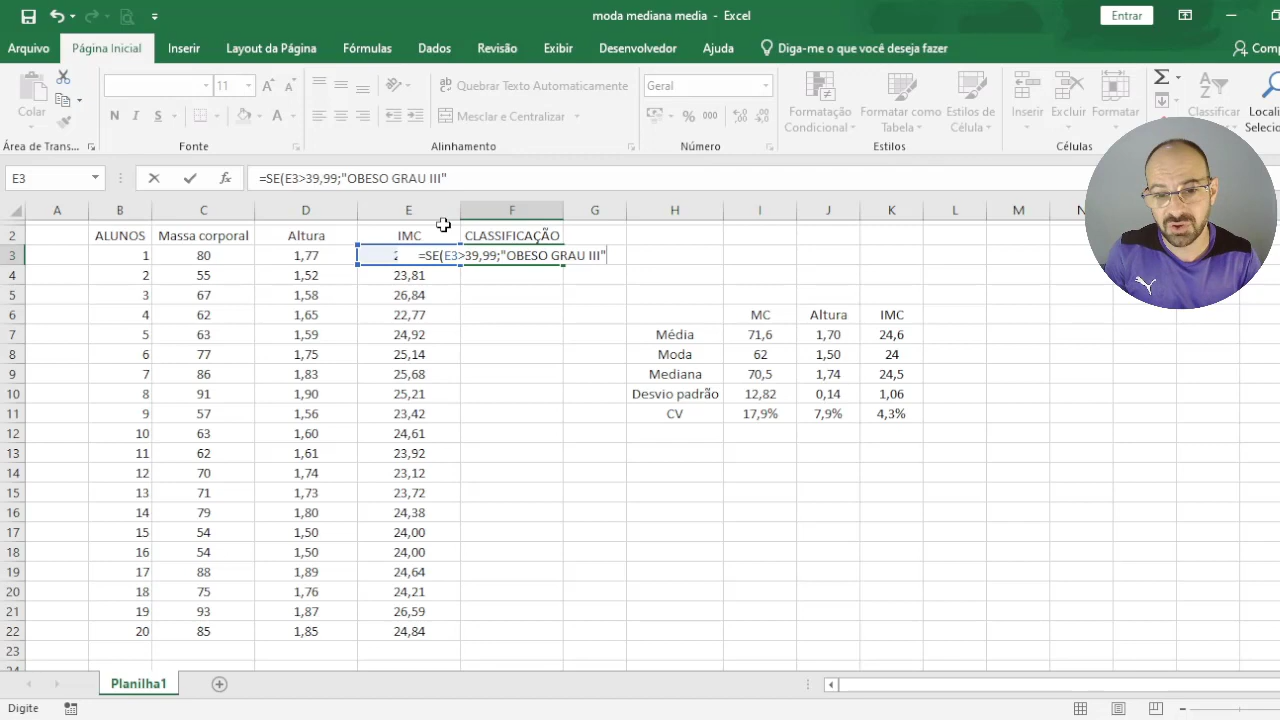 moda mediana media - Excel
Entrar
Arquivo Página Inicial Inserir Layout da Página Fórmulas Dados Revisão Exibir Desenvolvedor Ajuda Diga-me o que você deseja fazer
11 Quebrar Texto Automaticamente Geral
Colar N I S Mesclar e Centralizar % 000 Formatação Condicional Formatar como Tabela Estilos de Célula Inserir Excluir Formatar Classificar
Área de Trans... Fonte Alinhamento Número Estilos Células
E3 fx =SE(E3>39,99;"OBESO GRAU III"
A B C D E F G H I J K L M
2 ALUNOS Massa corporal Altura IMC CLASSIFICAÇÃO
3 1 80 1,77 =SE(E3>39,99;"OBESO GRAU III"
4 2 55 1,52 23,81
5 3 67 1,58 26,84
6 4 62 1,65 22,77 MC Altura IMC
7 5 63 1,59 24,92 Média 71,6 1,70 24,6
8 6 77 1,75 25,14 Moda 62 1,50 24
9 7 86 1,83 25,68 Mediana 70,5 1,74 24,5
10 8 91 1,90 25,21 Desvio padrão 12,82 0,14 1,06
11 9 57 1,56 23,42 CV 17,9% 7,9% 4,3%
12 10 63 1,60 24,61
13 11 62 1,61 23,92
14 12 70 1,74 23,12
15 13 71 1,73 23,72
16 14 79 1,80 24,38
17 15 54 1,50 24,00
18 16 54 1,50 24,00
19 17 88 1,89 24,64
20 18 75 1,76 24,21
21 19 93 1,87 26,59
22 20 85 1,85 24,84
23
Planilha1
Digite